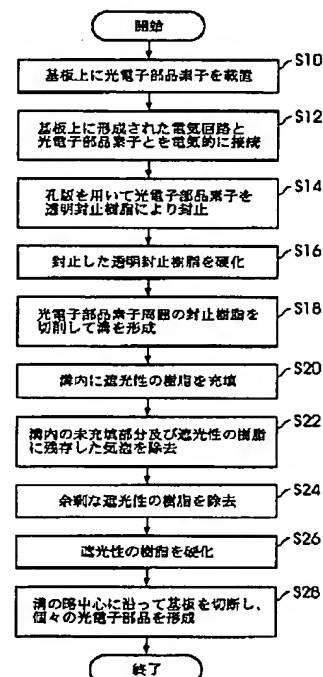 開始
S10
基板上に光電子部品素子を載置
S12
基板上に形成された電気回路と
光電子部品素子とを電気的に接続
S14
孔版を用いて光電子部品素子を
透明封止樹脂により封止
S16
封止した透明封止樹脂を硬化
S18
光電子部品素子周囲の封止樹脂を
切削して溝を形成
S20
溝内に遮光性の樹脂を充填
S22
溝内の未充填部分及び遮光性の樹脂
に残存した気泡を除去
S24
余剰な遮光性の樹脂を除去
S26
遮光性の樹脂を硬化
S28
溝の略中心に沿って基板を切断し、
個々の光電子部品を形成
終了